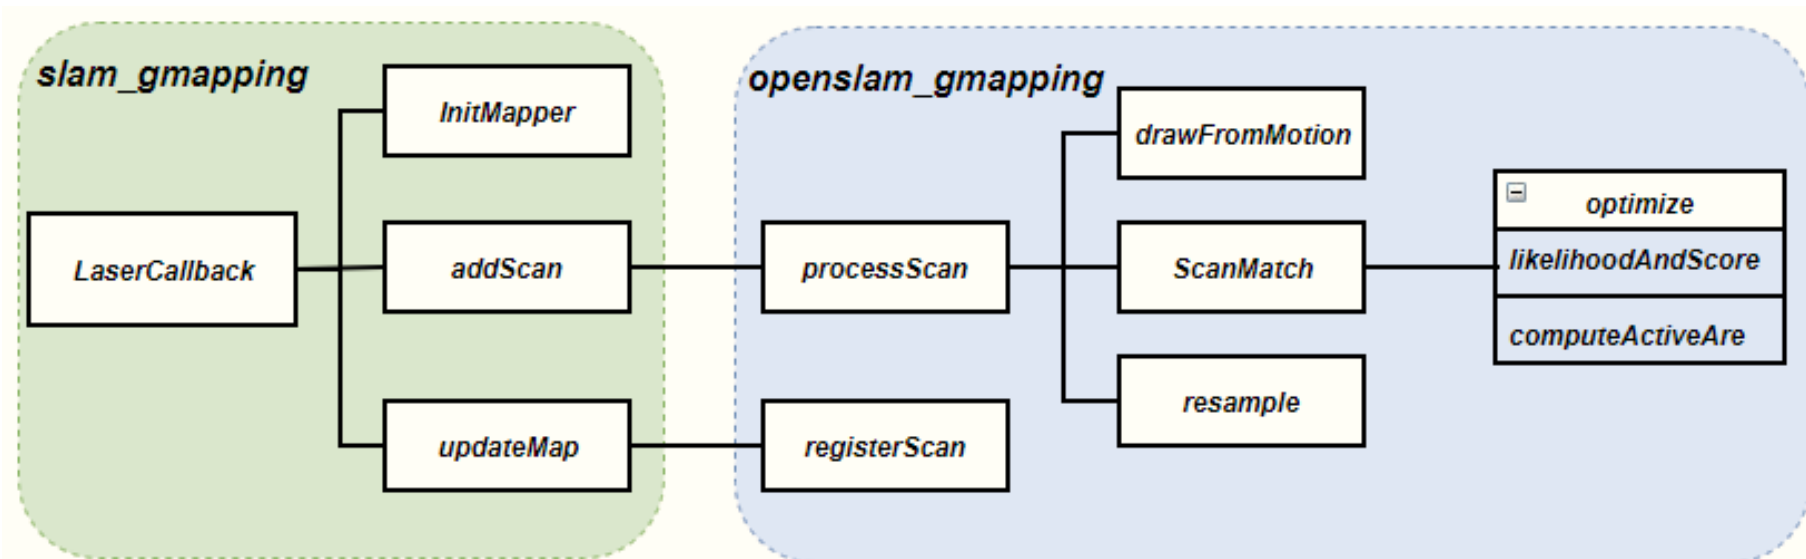 slam_gmapping
InitMapper
LaserCallback
addScan
updateMap
openslam_gmapping
processScan
registerScan
drawFromMotion
ScanMatch
resample
optimize
likelihoodAndScore
computeActiveAre